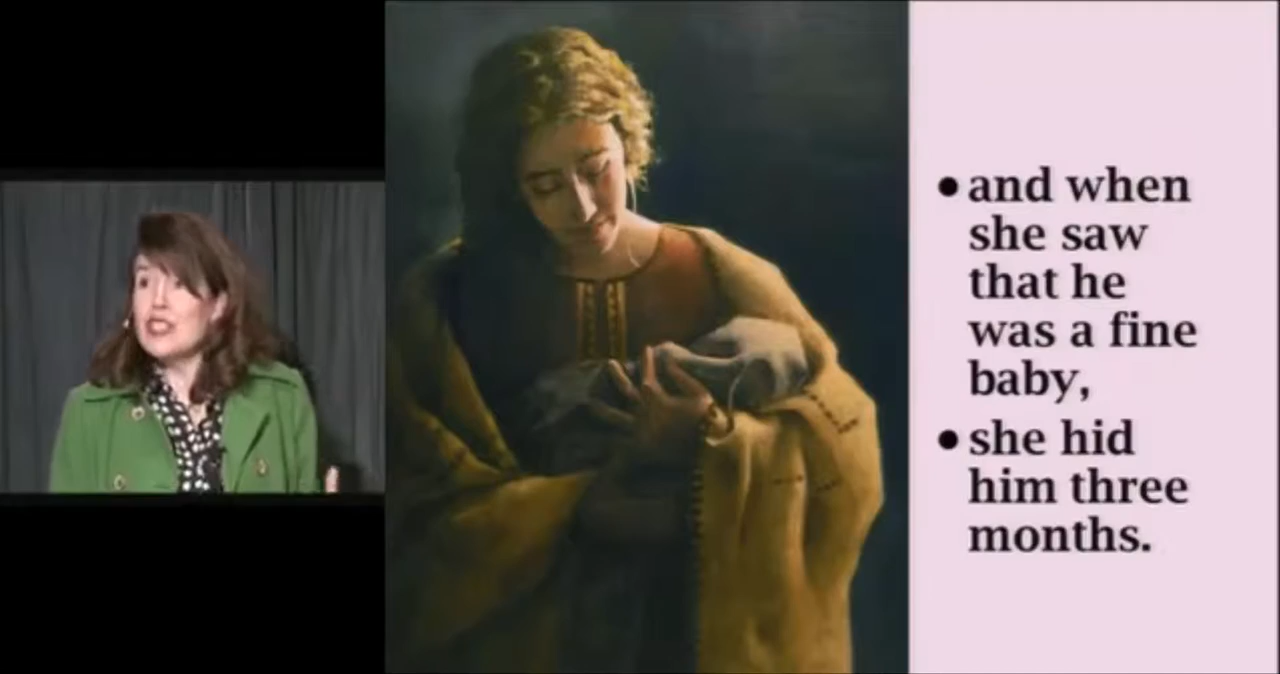 • and when
she saw
that he
was a fine
baby,
• she hid
him three
months.